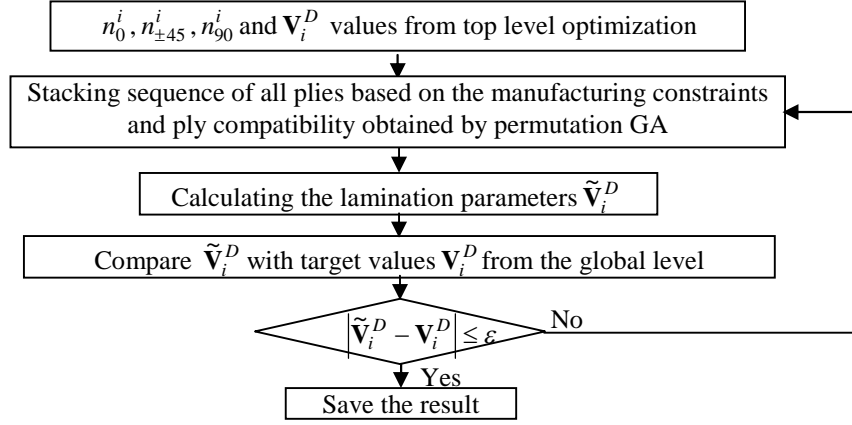 n_0^i, n_{±45}^i, n_{90}^i and V_i^D values from top level optimization
Stacking sequence of all plies based on the manufacturing constraints
and ply compatibility obtained by permutation GA
Calculating the lamination parameters Ṽ_i^D
Compare Ṽ_i^D with target values V_i^D from the global level
|Ṽ_i^D − V_i^D| ≤ ε
No
Yes
Save the result